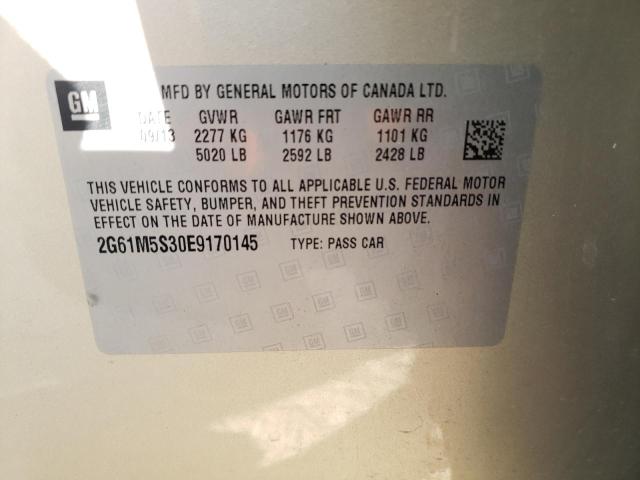 GM
MFD BY GENERAL MOTORS OF CANADA LTD.
DATE GVWR GAWR FRT GAWR RR
09/13 2277 KG 1176 KG 1101 KG
5020 LB 2592 LB 2428 LB
THIS VEHICLE CONFORMS TO ALL APPLICABLE U.S. FEDERAL MOTOR
VEHICLE SAFETY, BUMPER, AND THEFT PREVENTION STANDARDS IN
EFFECT ON THE DATE OF MANUFACTURE SHOWN ABOVE.
2G61M5S30E9170145 TYPE: PASS CAR